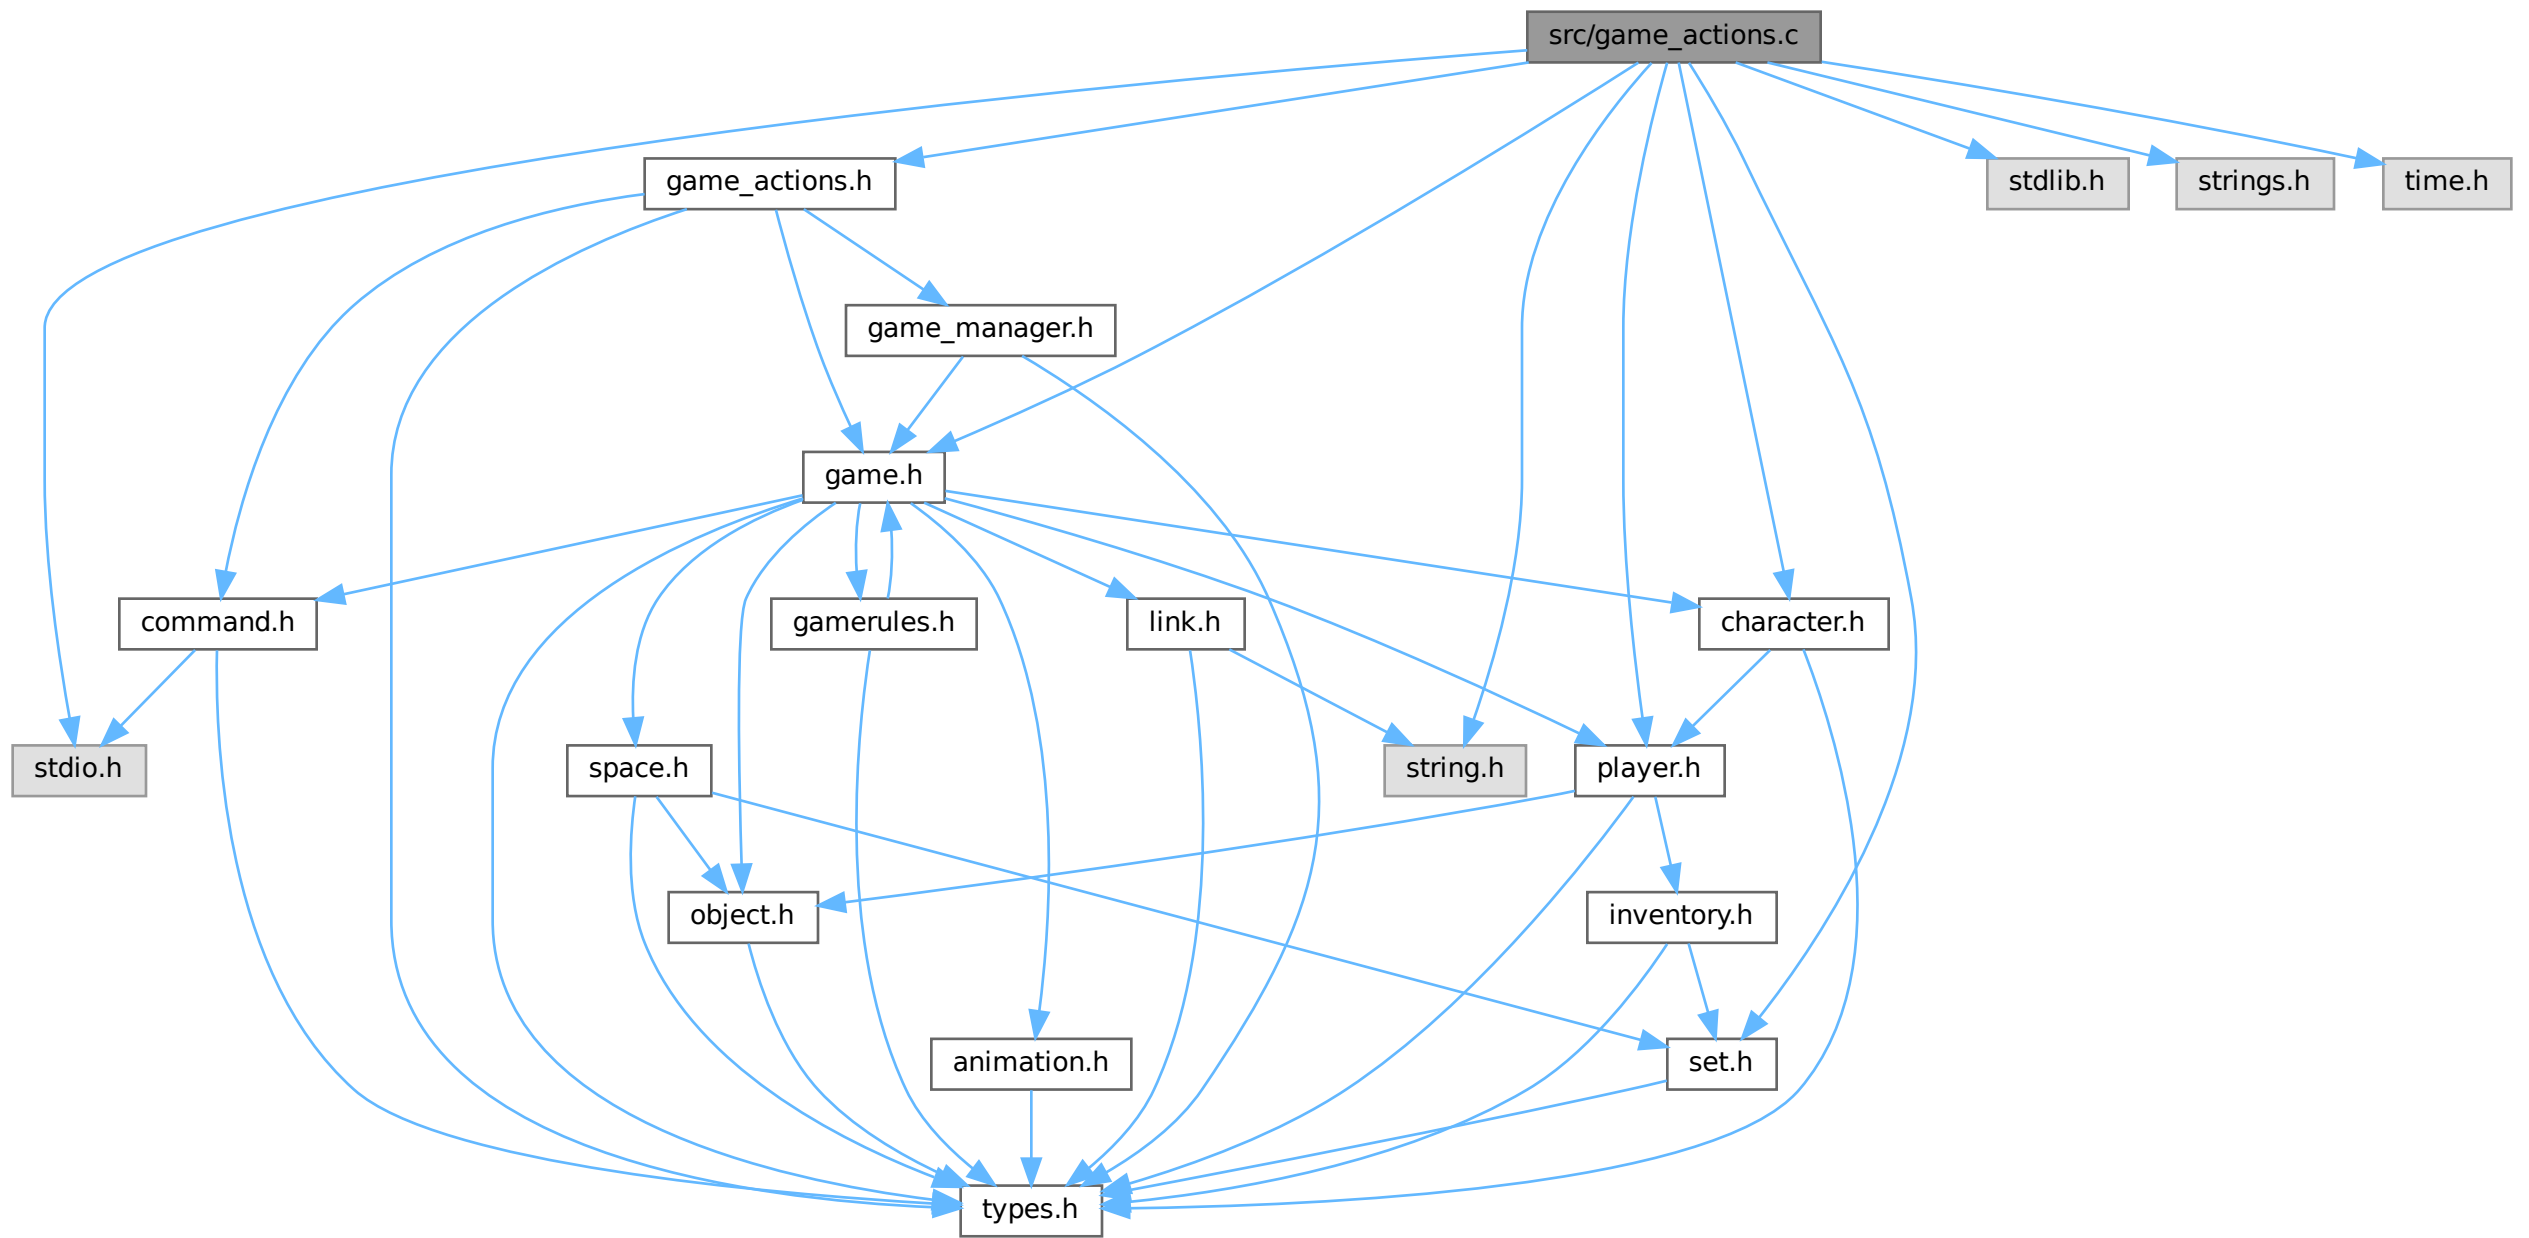 src/game_actions.c
game_actions.h
stdlib.h
strings.h
time.h
game_manager.h
game.h
command.h
gamerules.h
link.h
character.h
stdio.h
space.h
string.h
player.h
object.h
inventory.h
animation.h
set.h
types.h